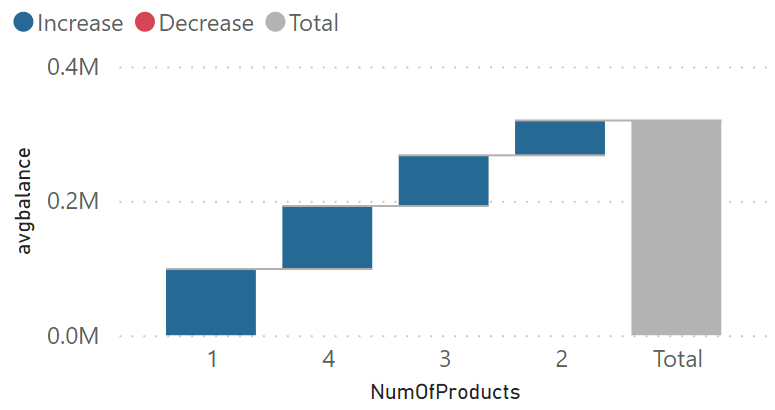 Increase Decrease Total
0.4M
0.2M
0.0M
avgbalance
1 4 3 2 Total
NumOfProducts